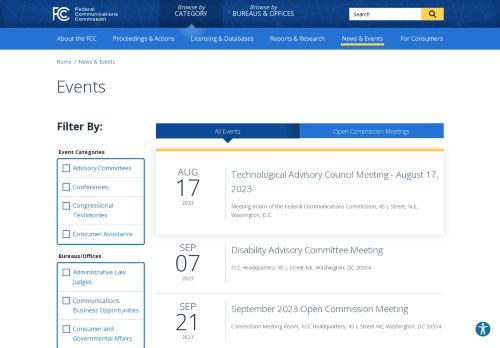 FCC Federal Communications Commission
Browse by CATEGORY
Browse by BUREAUS & OFFICES
Search
About the FCC
Proceedings & Actions
Licensing & Databases
Reports & Research
News & Events
For Consumers
Home / News & Events
Events
Filter By:
Event Categories
Advisory Committees
Conferences
Congressional
Testimonies
Consumer Assistance
Bureaus/Offices
Administrative Law
Judges
Communications
Business Opportunities
Consumer and
Governmental Affairs
All Events
Open Commission Meetings
AUG
17
2023
Technological Advisory Council Meeting - August 17,
2023
Meeting Room of the Federal Communications Commission, 45 L Street, N.E.,
Washington, D.C.
SEP
07
2023
Disability Advisory Committee Meeting
FCC Headquarters; 45 L Street NE, Washington, DC 20554
SEP
21
2023
September 2023 Open Commission Meeting
Commission Meeting Room, FCC Headquarters; 45 L Street NE, Washington, DC 20554